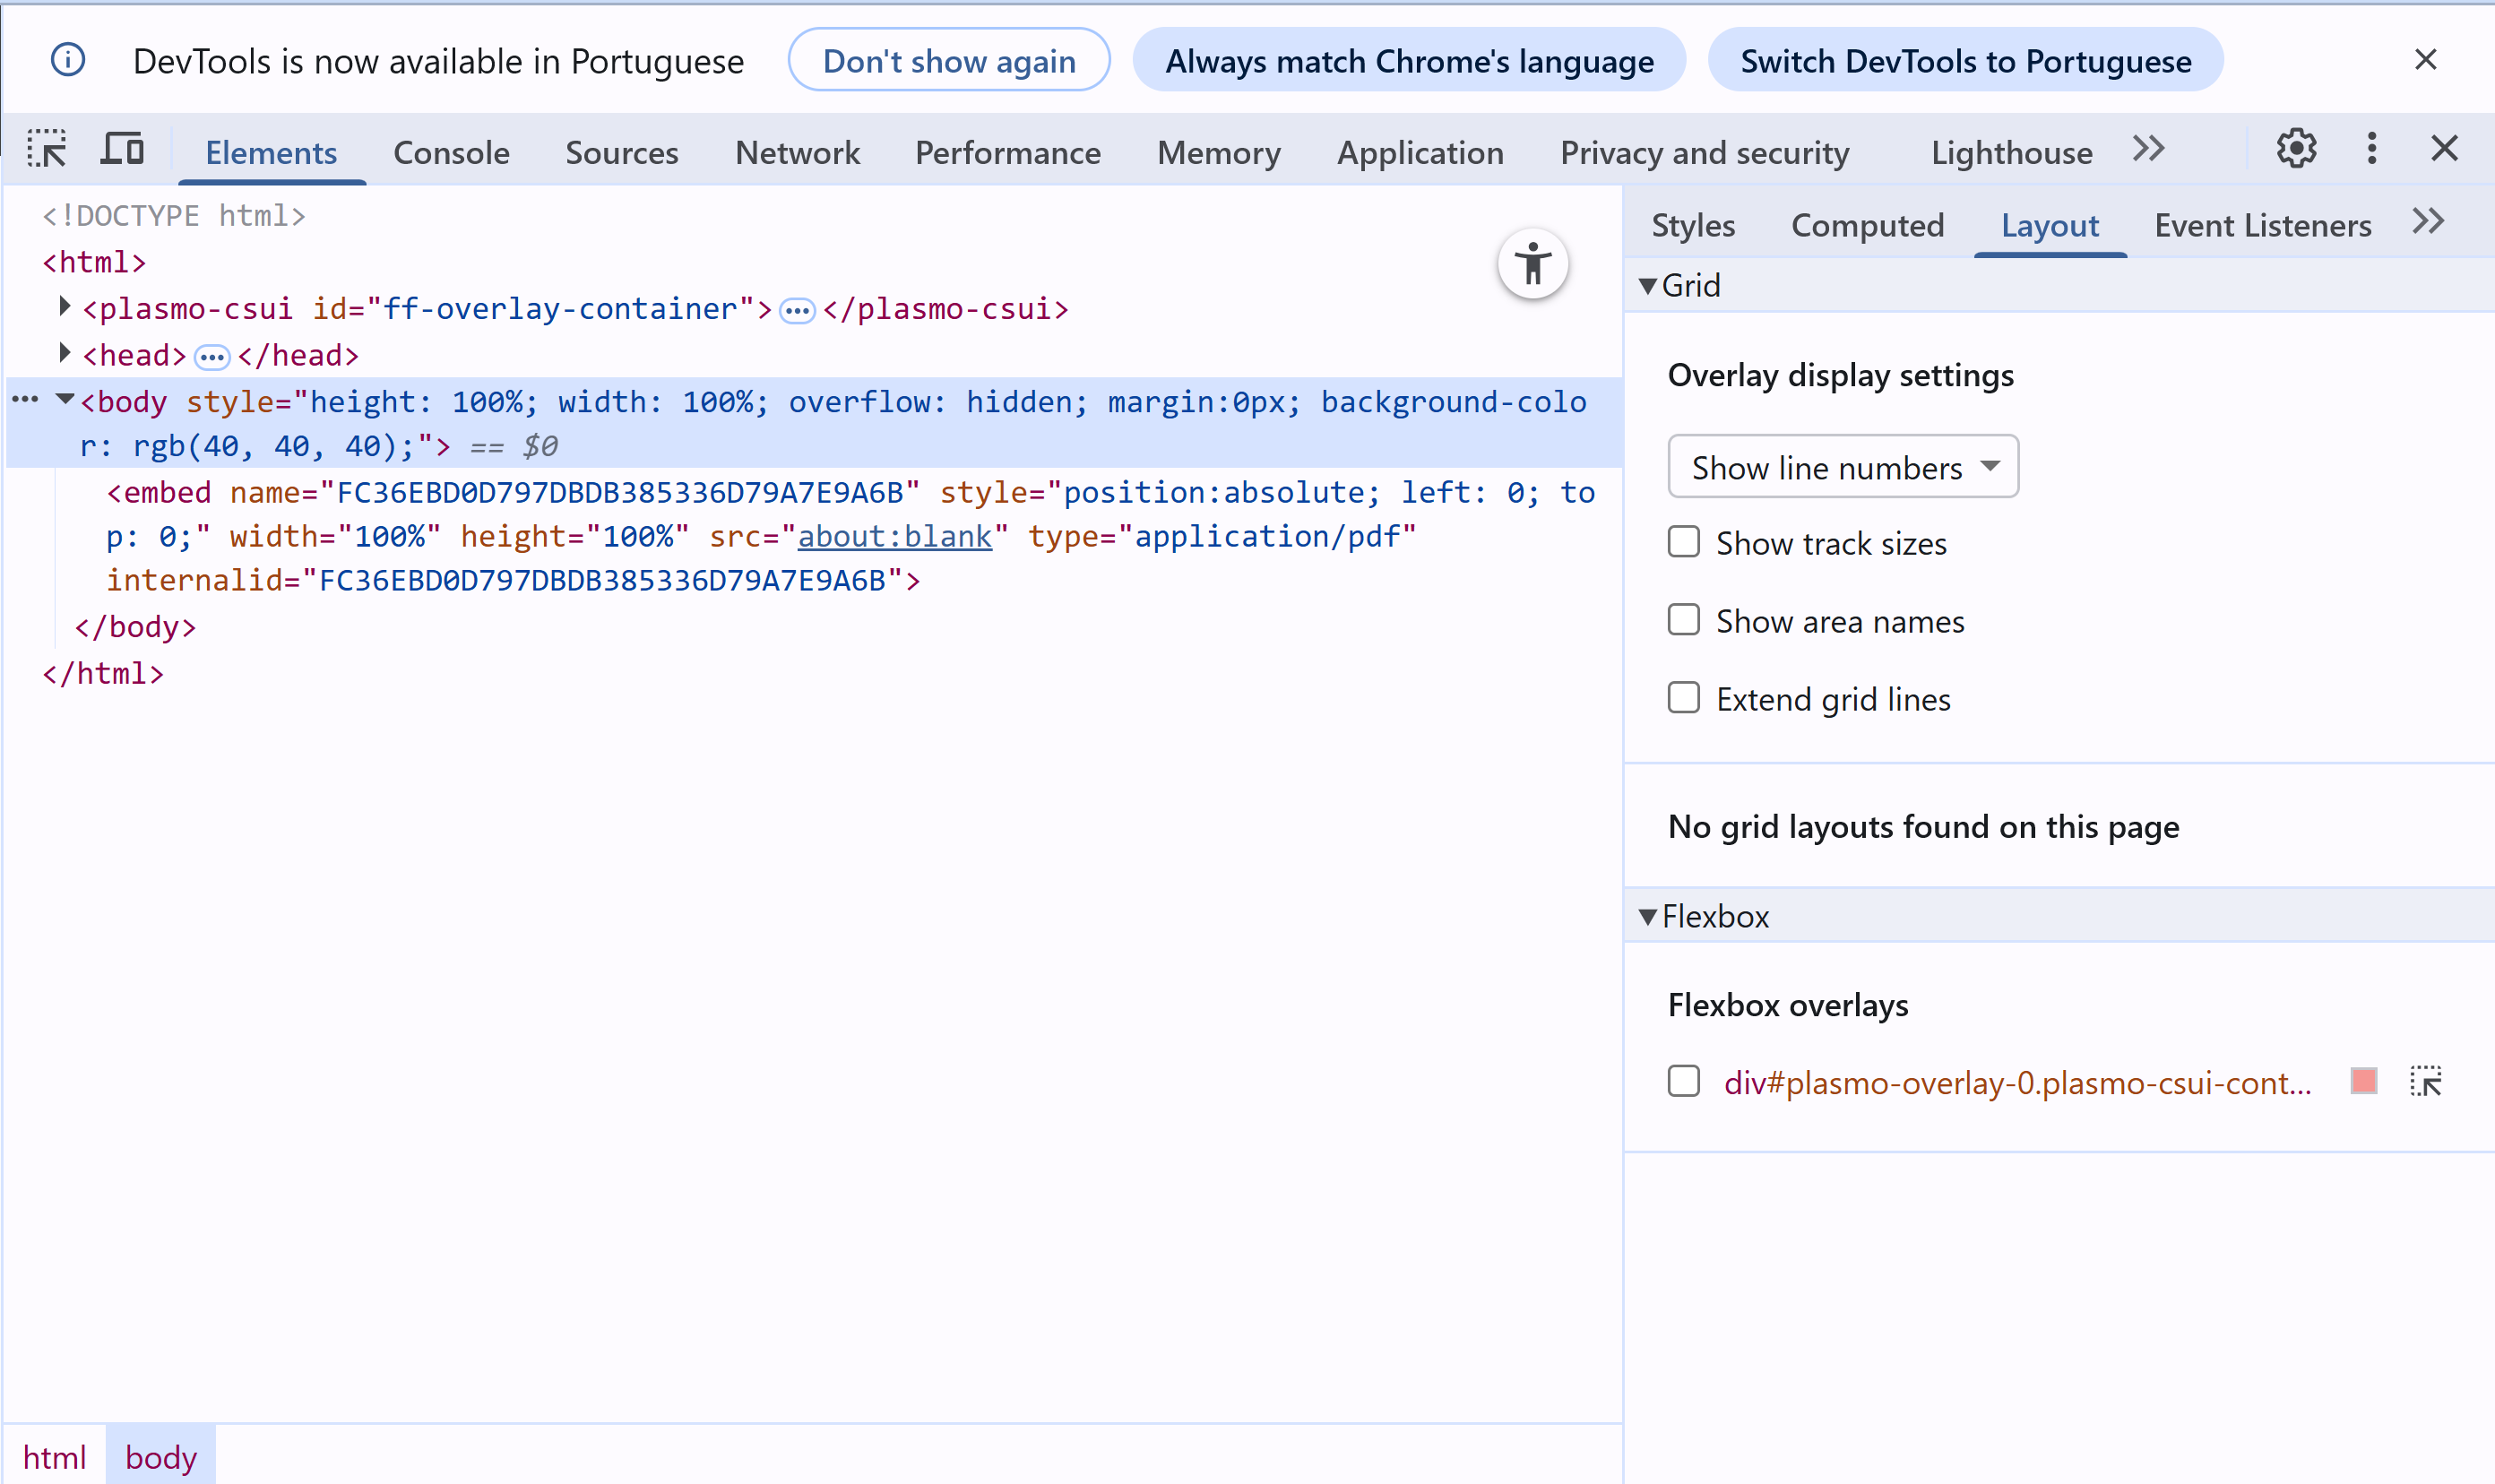 DevTools is now available in Portuguese
Don't show again
Always match Chrome's language
Switch DevTools to Portuguese
Elements
Console
Sources
Network
Performance
Memory
Application
Privacy and security
Lighthouse
<!DOCTYPE html>
<html>
<plasmo-csui id="ff-overlay-container">…</plasmo-csui>
<head>…</head>
…<body style="height: 100%; width: 100%; overflow: hidden; margin:0px; background-colo
r: rgb(40, 40, 40);"> == $0
<embed name="FC36EBD0D797DBDB385336D79A7E9A6B" style="position:absolute; left: 0; to
p: 0;" width="100%" height="100%" src="about:blank" type="application/pdf"
internalid="FC36EBD0D797DBDB385336D79A7E9A6B">
</body>
</html>
html
body
Styles
Computed
Layout
Event Listeners
Grid
Overlay display settings
Show line numbers
Show track sizes
Show area names
Extend grid lines
No grid layouts found on this page
Flexbox
Flexbox overlays
div#plasmo-overlay-0.plasmo-csui-cont...